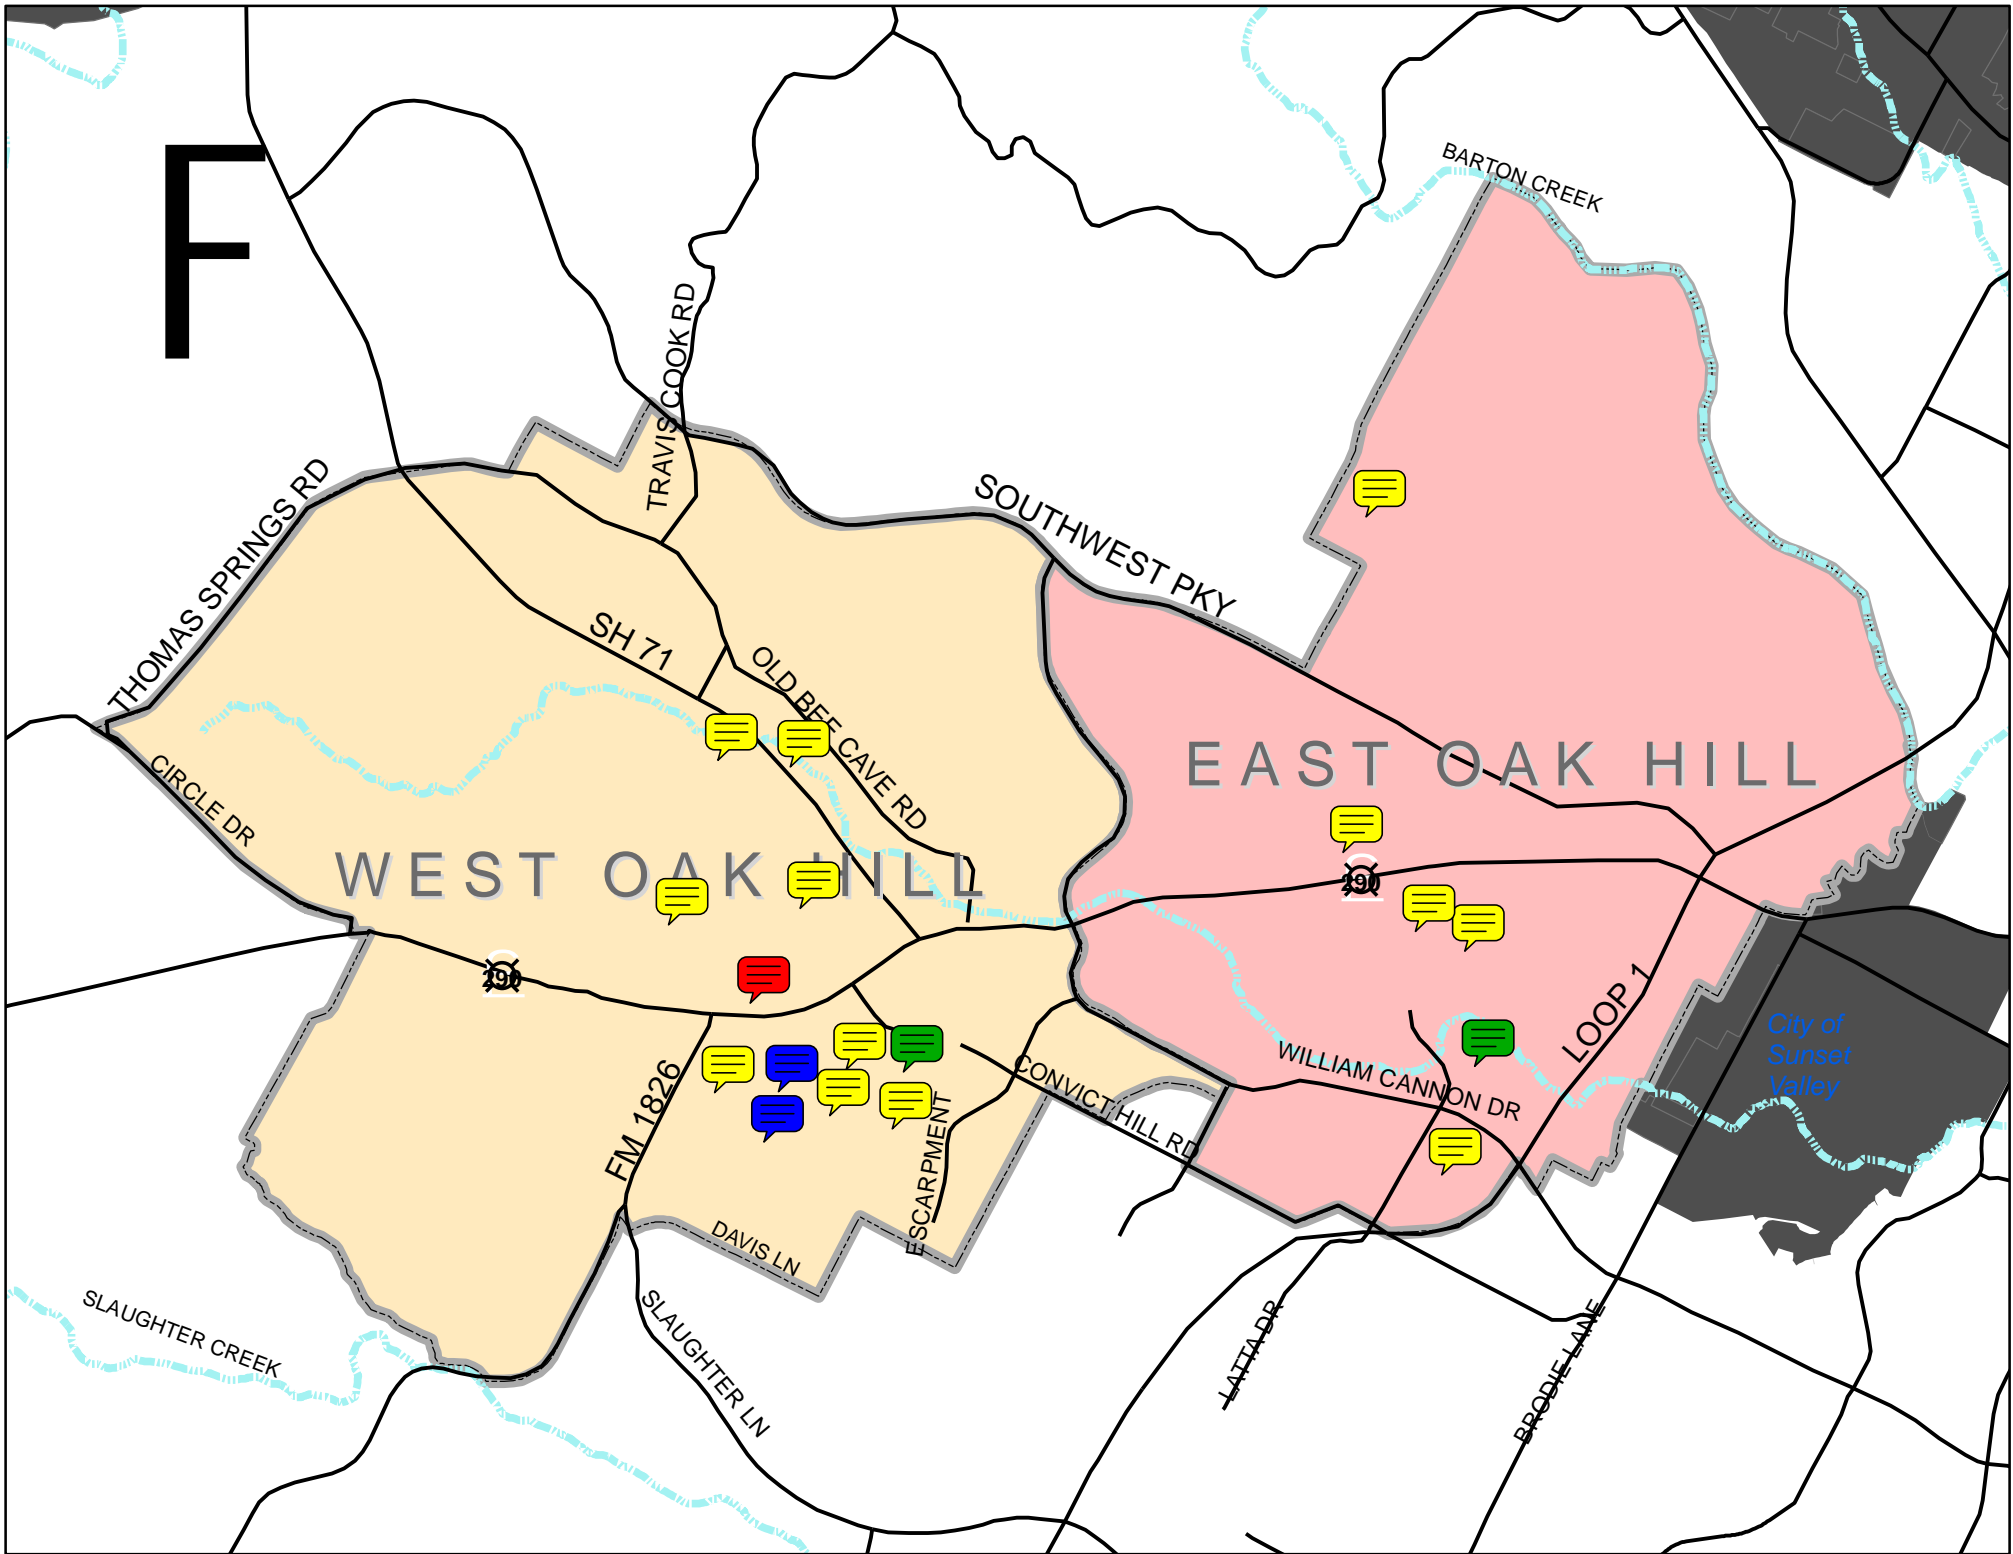 F
BARTON CREEK
TRAVIS COOK RD
THOMAS SPRINGS RD
SOUTHWEST PKY
SH 71
OLD BEE CAVE RD
CIRCLE DR
EAST OAK HILL
WEST OAK HILL
290
290
LOOP 1
City of
Sunset
Valley
WILLIAM CANNON DR
CONVICT HILL RD
FM 1826
ESCARPMENT
DAVIS LN
SLAUGHTER CREEK
SLAUGHTER LN
LATTA DR
BRODIE LANE